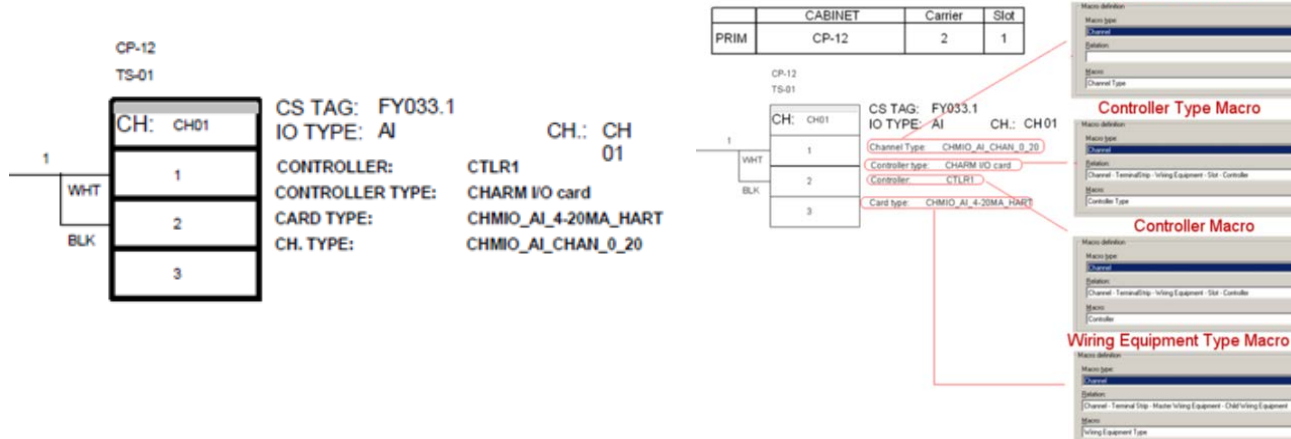 CP-12
TS-01
CH: CH01
CS TAG: FY033.1
IO TYPE: AI
CH.: CH
01
1
WHT
BLK
1
2
3
CONTROLLER: CTLR1
CONTROLLER TYPE: CHARM I/O card
CARD TYPE: CHMIO_AI_4-20MA_HART
CH. TYPE: CHMIO_AI_CHAN_0_20
CABINET Carrier Slot
PRIM CP-12 2 1
CP-12
TS-01
CH: CH01
CS TAG: FY033.1
IO TYPE: AI CH.: CH01
1
WHT
BLK
1
2
3
Channel Type: CHMIO_AI_CHAN_0_20
Controller type: CHARM I/O card
Controller: CTLR1
Card type: CHMIO_AI_4-20MA_HART
Macro definition
Macro type:
Channel
Relation:
Macro:
Channel Type
Controller Type Macro
Macro definition
Macro type:
Channel
Relation:
Channel - TerminalStrip - Wiring Equipment - Slot - Controller
Macro:
Controller Type
Controller Macro
Macro definition
Macro type:
Channel
Relation:
Channel - TerminalStrip - Wiring Equipment - Slot - Controller
Macro:
Controller
Wiring Equipment Type Macro
Macro definition
Macro type:
Channel
Relation:
Channel - Terminal Strip - Master Wiring Equipment - Child Wiring Equipment
Macro:
Wiring Equipment Type